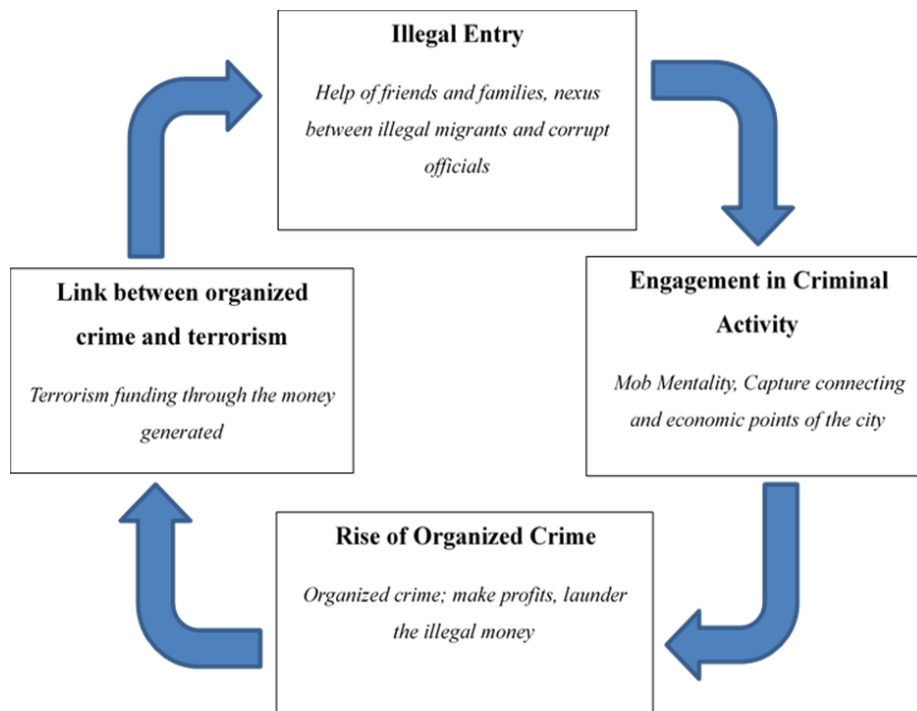 Illegal Entry
Help of friends and families, nexus
between illegal migrants and corrupt
officials
Engagement in Criminal
Activity
Mob Mentality, Capture connecting
and economic points of the city
Rise of Organized Crime
Organized crime; make profits, launder
the illegal money
Link between organized
crime and terrorism
Terrorism funding through the money
generated